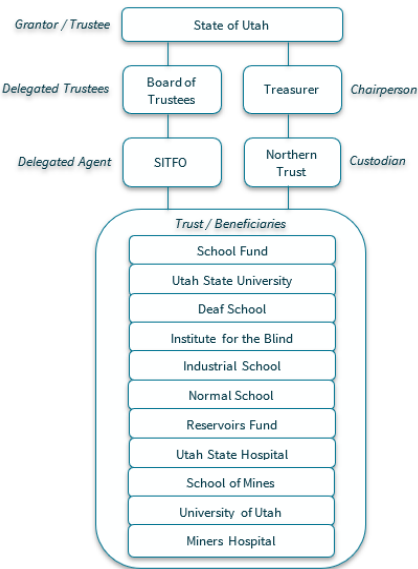 Grantor / Trustee
State of Utah
Delegated Trustees
Board of
Trustees
Treasurer
Chairperson
Delegated Agent
SITFO
Northern
Trust
Custodian
Trust / Beneficiaries
School Fund
Utah State University
Deaf School
Institute for the Blind
Industrial School
Normal School
Reservoirs Fund
Utah State Hospital
School of Mines
University of Utah
Miners Hospital